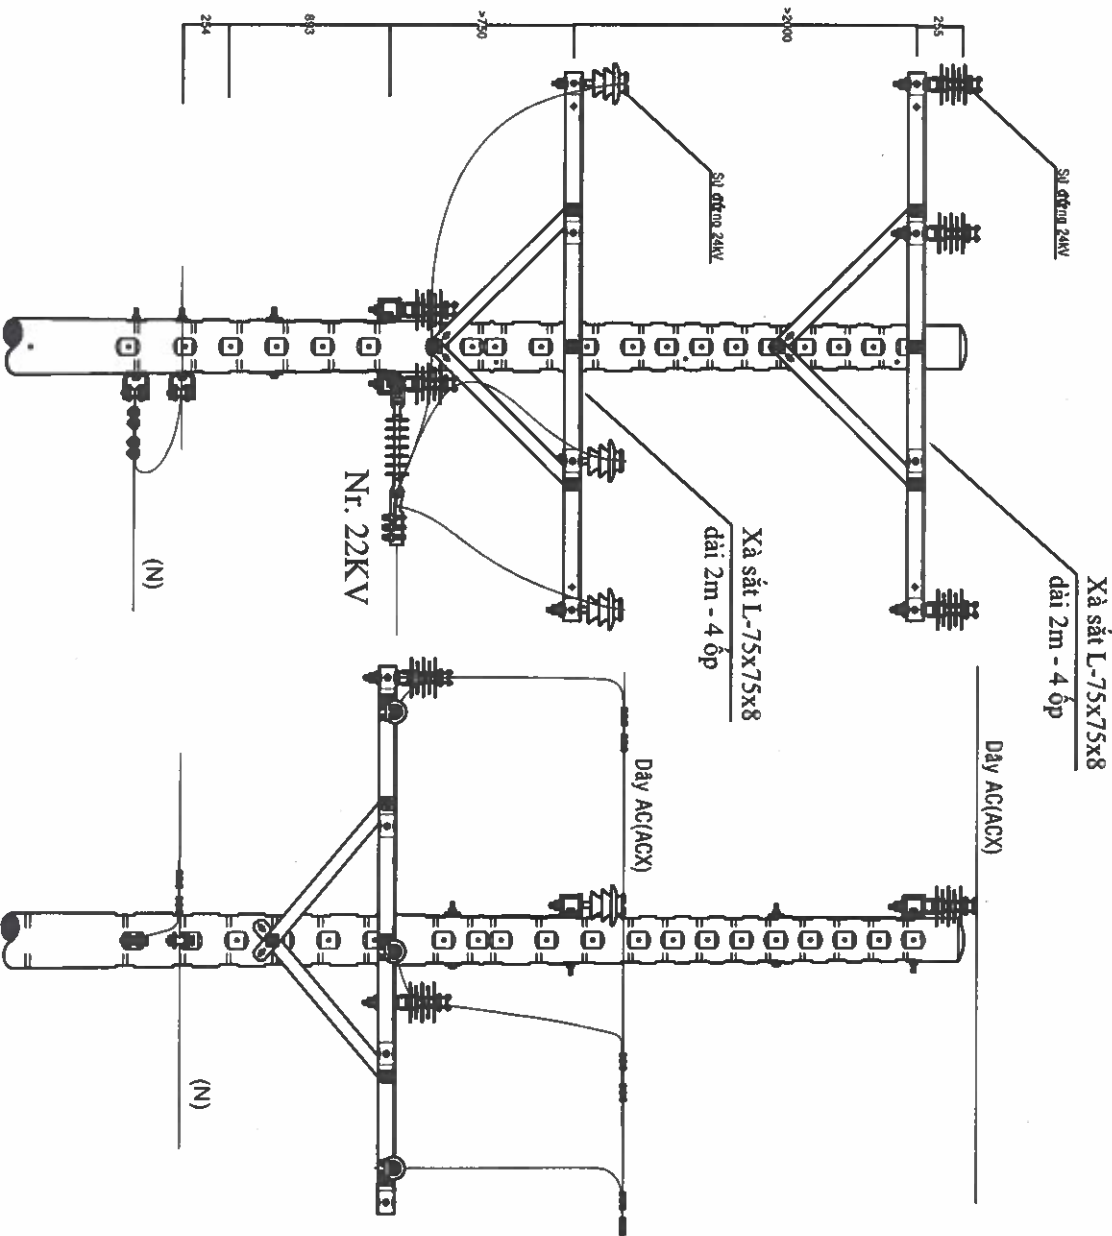 255
>2000
>750
893
254
Sứ đứng 24kV
Sứ đứng 24kV
Xà sắt L-75x75x8
dài 2m - 4 ốp
Xà sắt L-75x75x8
dài 2m - 4 ốp
Nr. 22KV
(N)
Dây AC(ACX)
Dây AC(ACX)
(N)